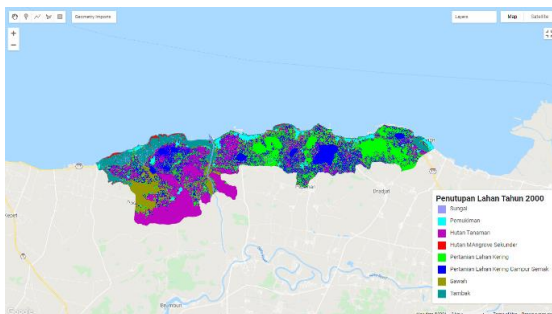 Geometry Imports
Layers
Map
Satellite
+
−
Penutupan Lahan Tahun 2000
Sungai
Pemukiman
Hutan Tanaman
Hutan MAngrove Sekunder
Pertanian Lahan Kering
Pertanian Lahan Kering Campur Semak
Sawah
Tambak